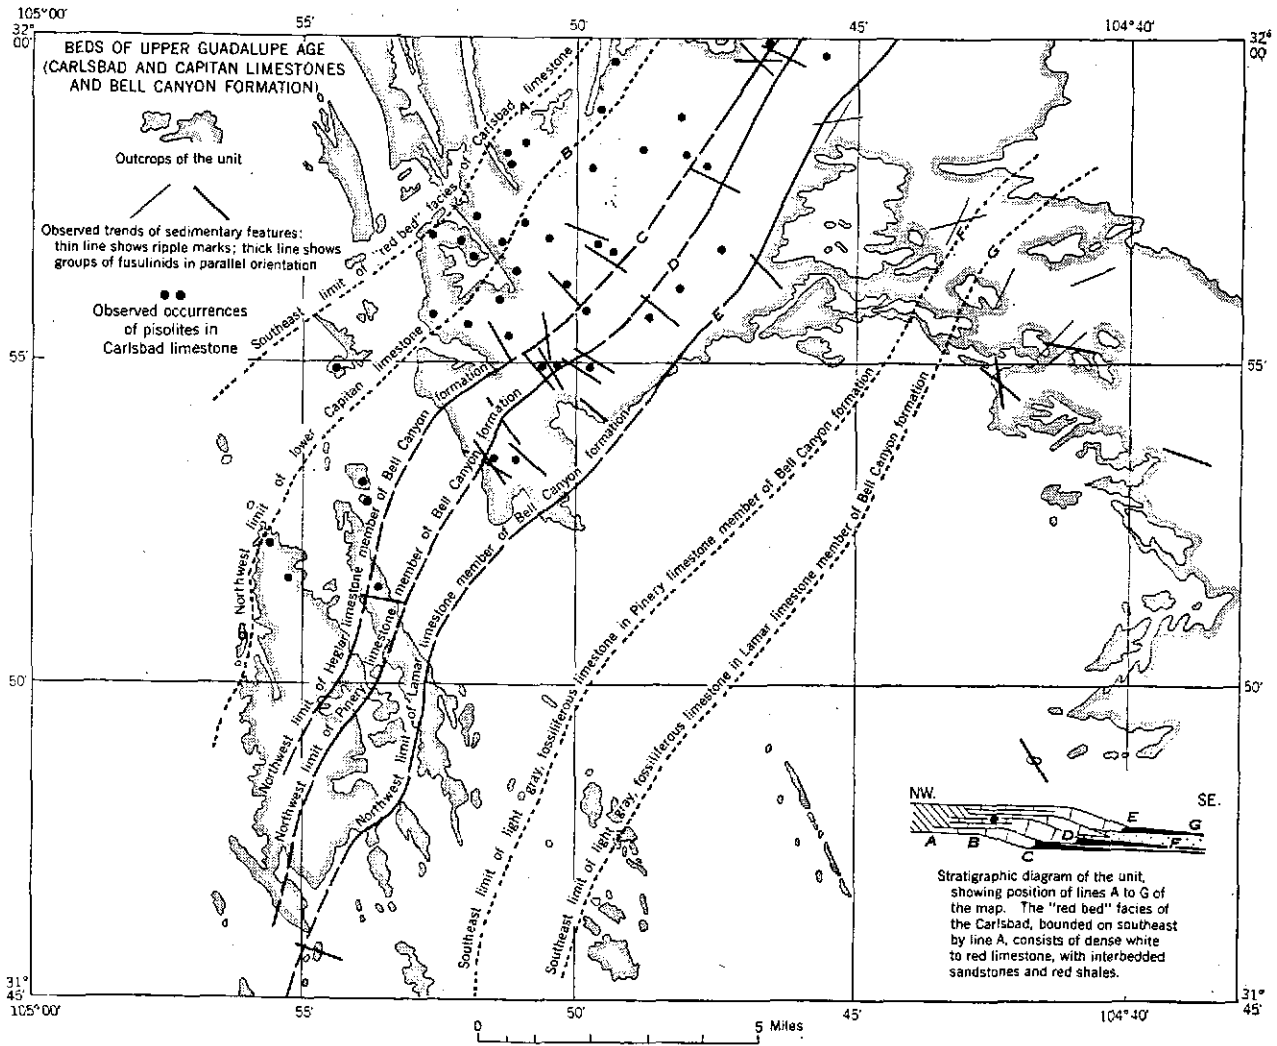 105°00'
55'
50'
45'
104°40'
32°
00'
32°
00'
BEDS OF UPPER GUADALUPE AGE
(CARLSBAD AND CAPITAN LIMESTONES
AND BELL CANYON FORMATION)
Outcrops of the unit
Observed trends of sedimentary features:
thin line shows ripple marks; thick line shows
groups of fusulinids in parallel orientation
Observed occurrences
of pisolites in
Carlsbad limestone
Southeast limit of "red bed" facies of Carlsbad limestone
A
B
C
D
E
F
G
Northwest limit of lower Capitan limestone
Northwest limit of Hegler limestone member of Bell Canyon formation
Northwest limit of Pinery limestone member of Bell Canyon formation
Northwest limit of Lamar limestone member of Bell Canyon formation
Southeast limit of light gray, fossiliferous limestone in Pinery limestone member of Bell Canyon formation
Southeast limit of light gray, fossiliferous limestone in Lamar limestone member of Bell Canyon formation
55'
55'
50'
50'
NW.
SE.
A
B
C
D
E
F
G
Stratigraphic diagram of the unit,
showing position of lines A to G of
the map. The "red bed" facies of
the Carlsbad, bounded on southeast
by line A, consists of dense white
to red limestone, with interbedded
sandstones and red shales.
31°
45'
31°
45'
105°00'
55'
50'
45'
104°40'
0
5 Miles